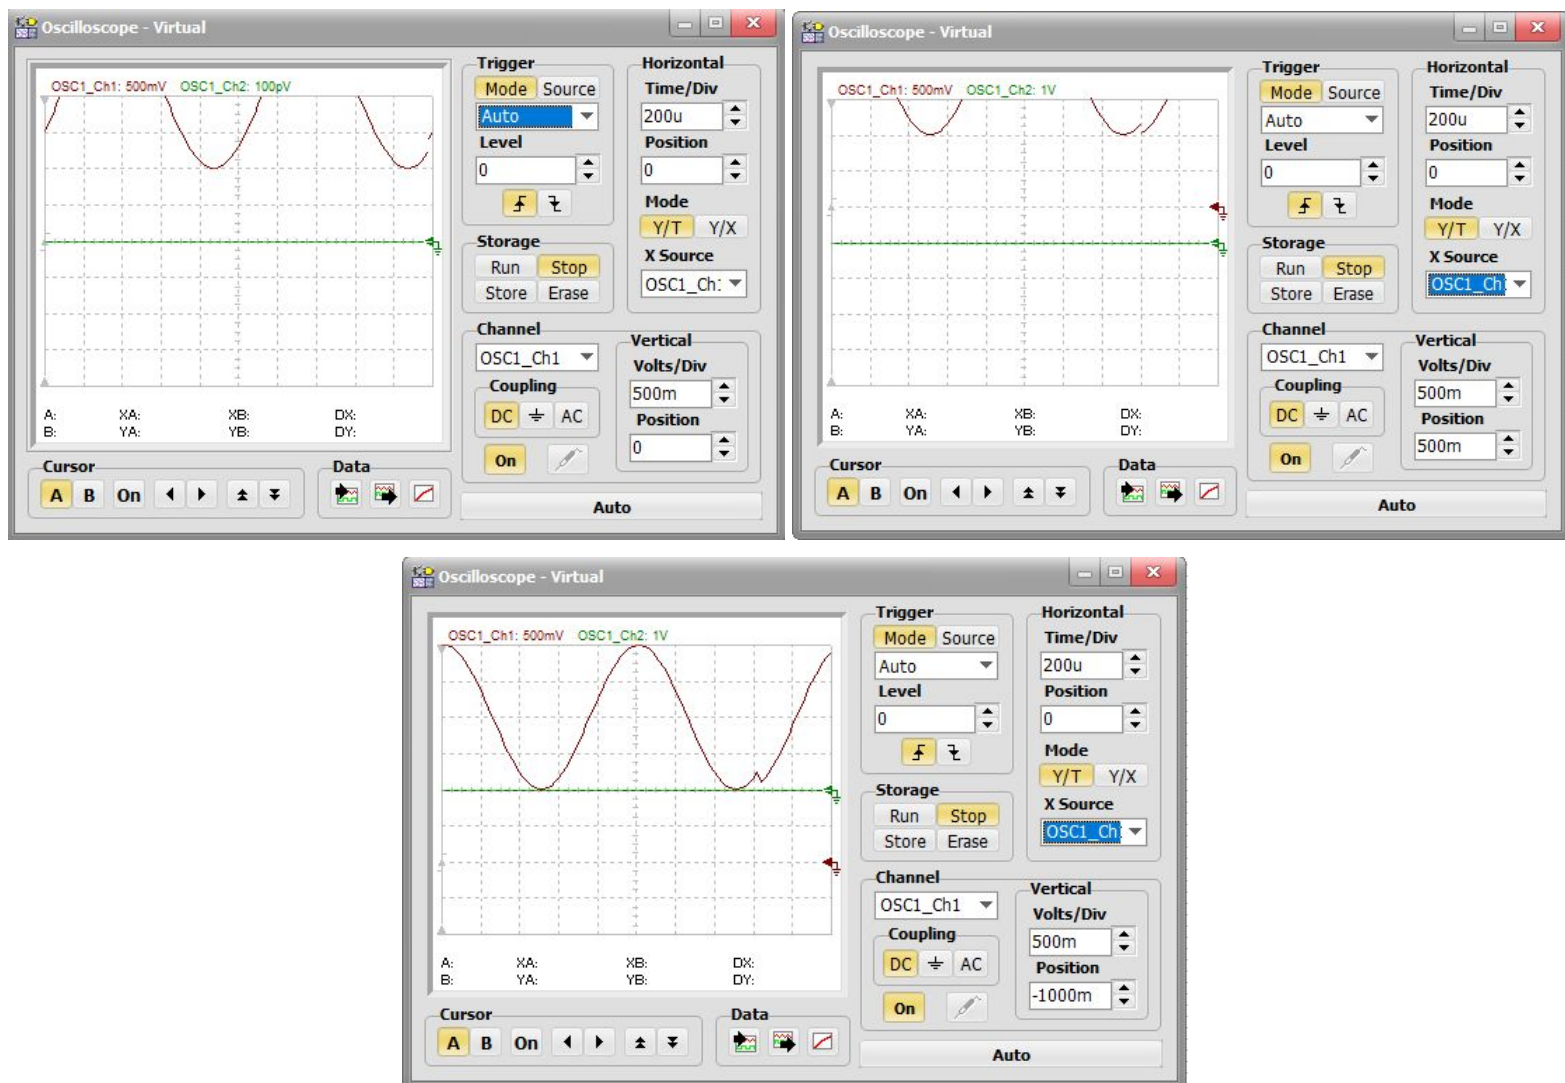 Oscilloscope - Virtual
OSC1_Ch1: 500mV OSC1_Ch2: 100pV
A: XA: XB: DX:
B: YA: YB: DY:
Cursor
A B On
Data
Trigger
Mode Source
Auto
Level
0
Storage
Run Stop
Store Erase
Horizontal
Time/Div
200u
Position
0
Mode
Y/T Y/X
X Source
OSC1_Ch:
Channel
OSC1_Ch1
Coupling
DC AC
On
Vertical
Volts/Div
500m
Position
0
Auto
Oscilloscope - Virtual
OSC1_Ch1: 500mV OSC1_Ch2: 1V
A: XA: XB: DX:
B: YA: YB: DY:
Cursor
A B On
Data
Trigger
Mode Source
Auto
Level
0
Storage
Run Stop
Store Erase
Horizontal
Time/Div
200u
Position
0
Mode
Y/T Y/X
X Source
OSC1_Ch
Channel
OSC1_Ch1
Coupling
DC AC
On
Vertical
Volts/Div
500m
Position
500m
Auto
Oscilloscope - Virtual
OSC1_Ch1: 500mV OSC1_Ch2: 1V
A: XA: XB: DX:
B: YA: YB: DY:
Cursor
A B On
Data
Trigger
Mode Source
Auto
Level
0
Storage
Run Stop
Store Erase
Horizontal
Time/Div
200u
Position
0
Mode
Y/T Y/X
X Source
OSC1_Ch
Channel
OSC1_Ch1
Coupling
DC AC
On
Vertical
Volts/Div
500m
Position
-1000m
Auto